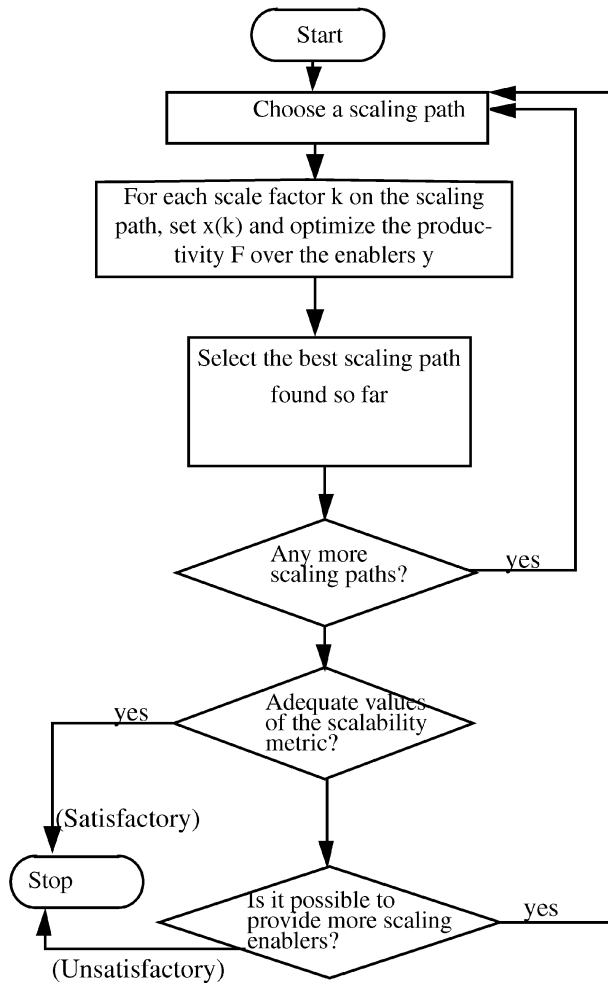 Start
Choose a scaling path
For each scale factor k on the scaling
path, set x(k) and optimize the produc-
tivity F over the enablers y
Select the best scaling path
found so far
Any more
scaling paths?
yes
Adequate values
of the scalability
metric?
yes
(Satisfactory)
Stop
Is it possible to
provide more scaling
enablers?
yes
(Unsatisfactory)